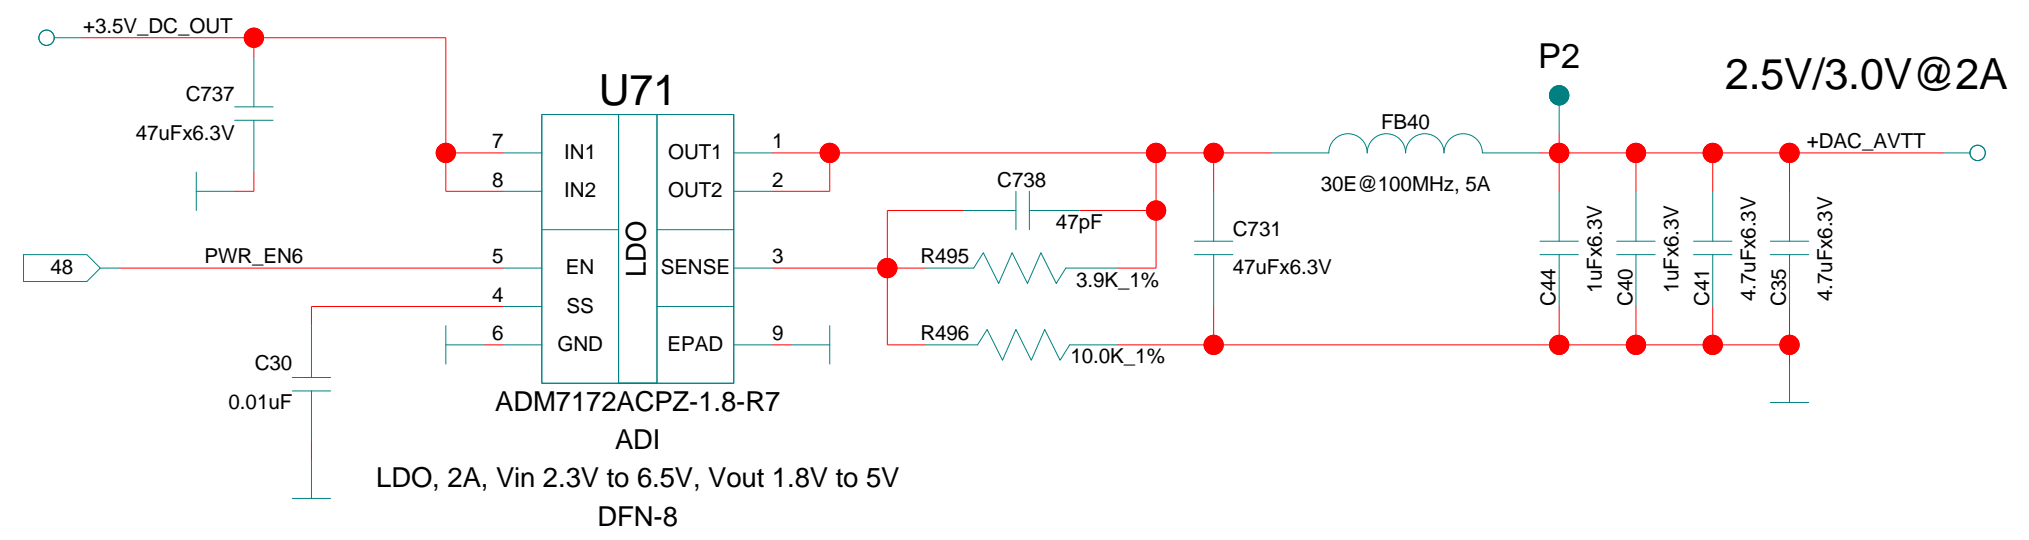 +3.5V_DC_OUT
P2
2.5V/3.0V@2A
C737
47uFx6.3V
U71
7
IN1
OUT1
1
8
IN2
OUT2
2
FB40
30E@100MHz, 5A
+DAC_AVTT
C738
47pF
48
PWR_EN6
5
EN
LDO
SENSE
3
R495
3.9K_1%
C731
47uFx6.3V
4
SS
6
GND
EPAD
9
R496
10.0K_1%
C44
1uFx6.3V
C40
1uFx6.3V
C41
4.7uFx6.3V
C35
4.7uFx6.3V
C30
0.01uF
ADM7172ACPZ-1.8-R7
ADI
LDO, 2A, Vin 2.3V to 6.5V, Vout 1.8V to 5V
DFN-8